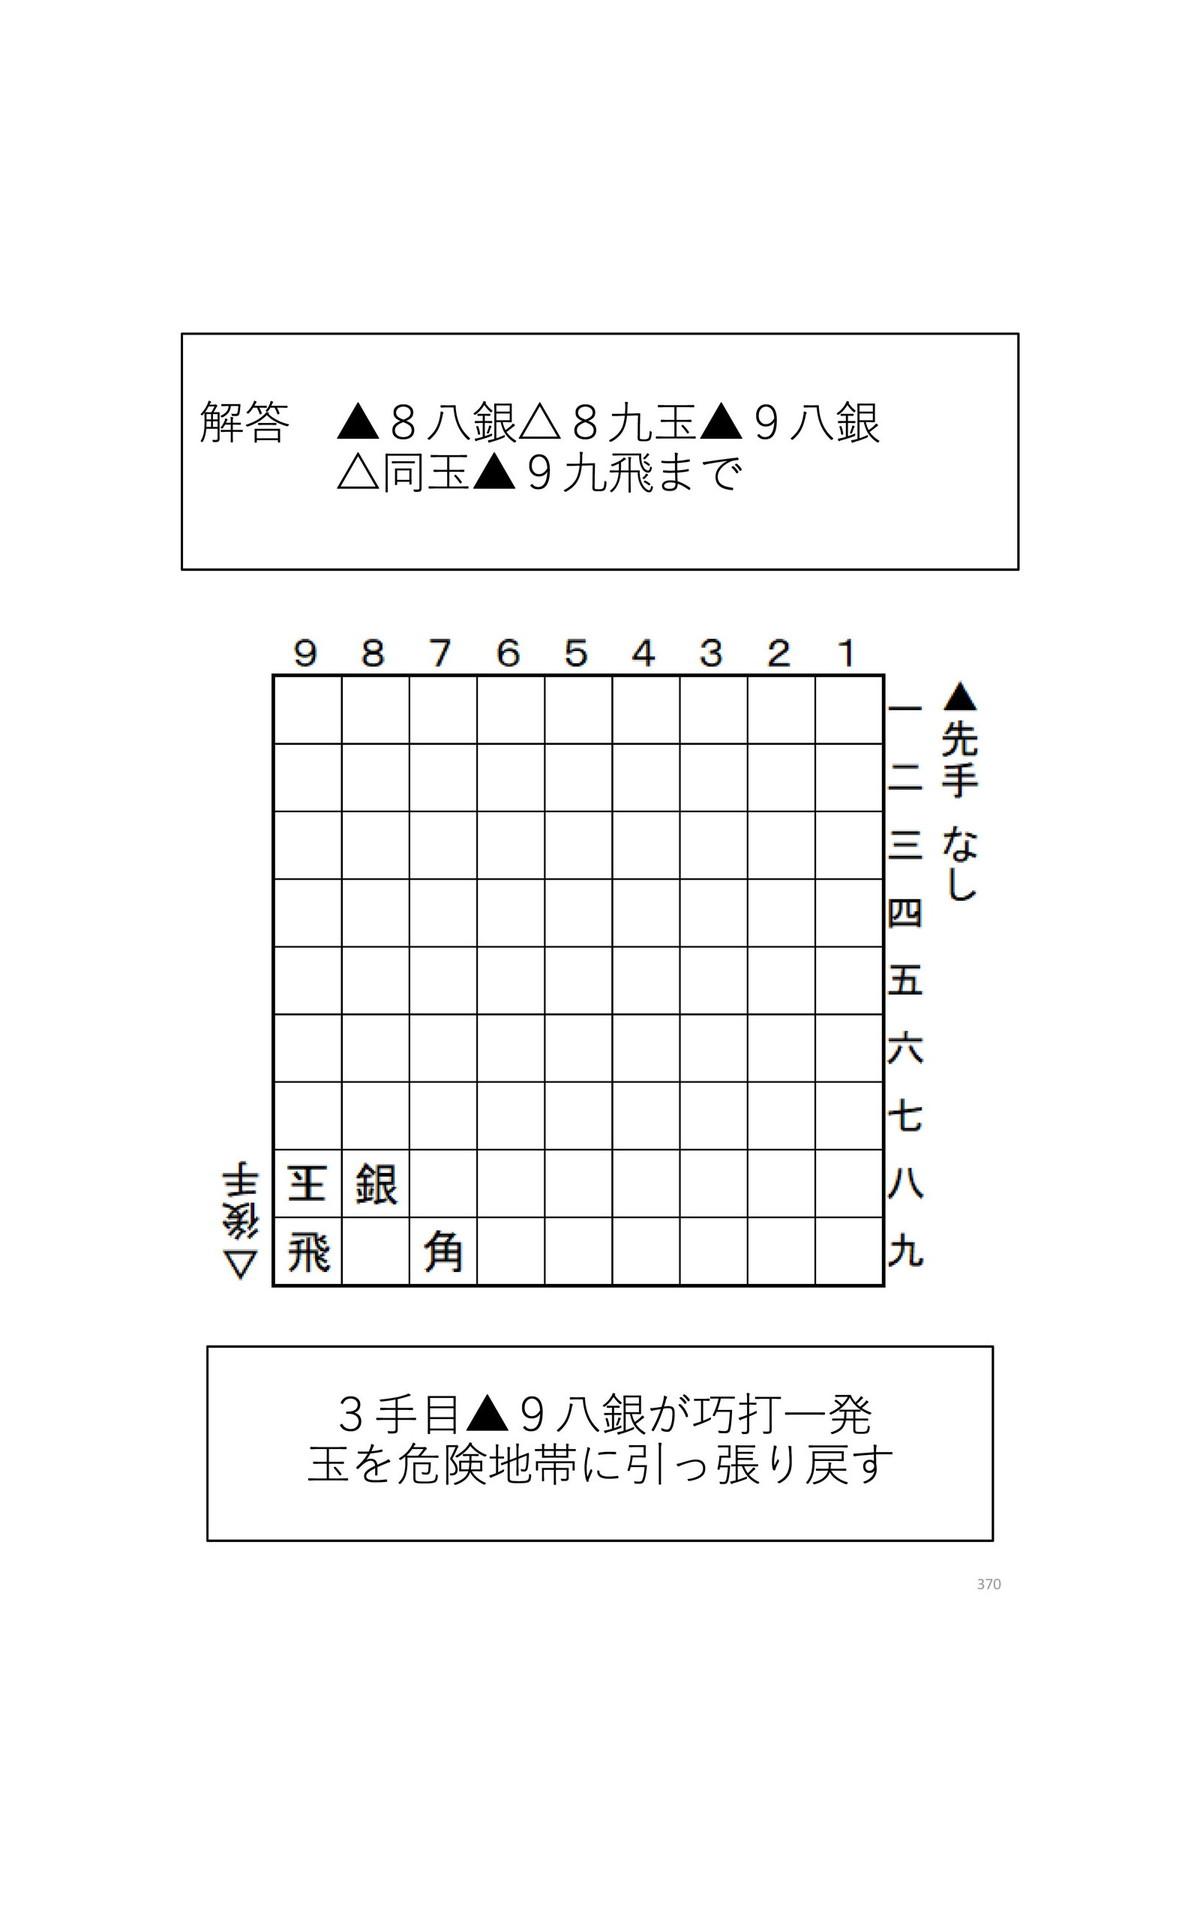 解答　▲８八銀△８九玉▲９八銀
△同玉▲９九飛まで
９ ８ ７ ６ ５ ４ ３ ２ １
一
二
三
四
五
六
七
八
九
▲先手 なし
△後手
王 銀
飛 角
３手目▲９八銀が巧打一発
玉を危険地帯に引っ張り戻す
370